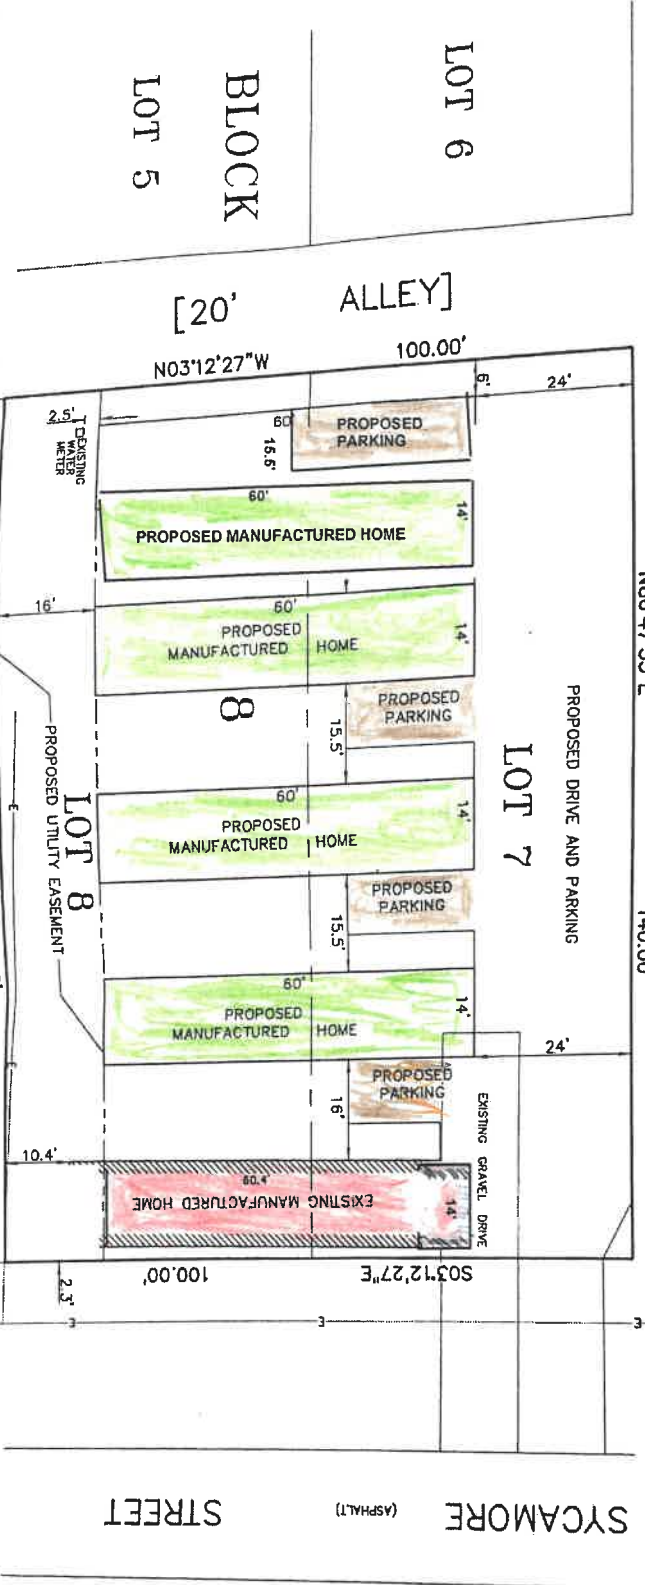 LOT 6
BLOCK
LOT 5
[20' ALLEY]
N03°12'27"W
100.00'
6'
24'
2.5'
EXISTING
WATER
METER
60'
15.5'
PROPOSED
PARKING
60'
14'
PROPOSED MANUFACTURED HOME
16'
60'
14'
PROPOSED
MANUFACTURED HOME
8
PROPOSED
PARKING
15.5'
LOT 7
PROPOSED DRIVE AND PARKING
60'
14'
PROPOSED
MANUFACTURED HOME
LOT 8
PROPOSED UTILITY EASEMENT
E
PROPOSED
PARKING
15.5'
60'
14'
PROPOSED
MANUFACTURED HOME
24'
E
PROPOSED
PARKING
16'
EXISTING GRAVEL DRIVE
10.4'
60.4'
EXISTING MANUFACTURED HOME
14'
100.00'
S03°12'27"E
2.3'
E
E
E
SYCAMORE
(ASPHALT)
STREET